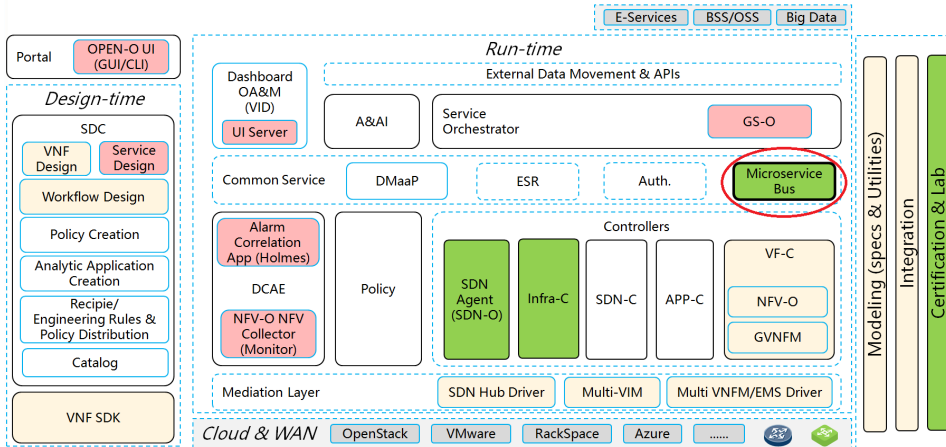 E-Services
BSS/OSS
Big Data
Portal
OPEN-O UI
(GUI/CLI)
Design-time
SDC
VNF
Design
Service
Design
Workflow Design
Policy Creation
Analytic Application
Creation
Recipie/
Engineering Rules &
Policy Distribution
Catalog
VNF SDK
Run-time
Dashboard
OA&M
(VID)
UI Server
External Data Movement & APIs
A&AI
Service
Orchestrator
GS-O
Common Service
DMaaP
ESR
Auth.
Microservice
Bus
Alarm
Correlation
App (Holmes)
DCAE
NFV-O NFV
Collector
(Monitor)
Policy
Controllers
SDN
Agent
(SDN-O)
Infra-C
SDN-C
APP-C
VF-C
NFV-O
GVNFM
Mediation Layer
SDN Hub Driver
Multi-VIM
Multi VNFM/EMS Driver
Cloud & WAN
OpenStack
VMware
RackSpace
Azure
......
Modeling (specs & Utilities)
Integration
Certification & Lab